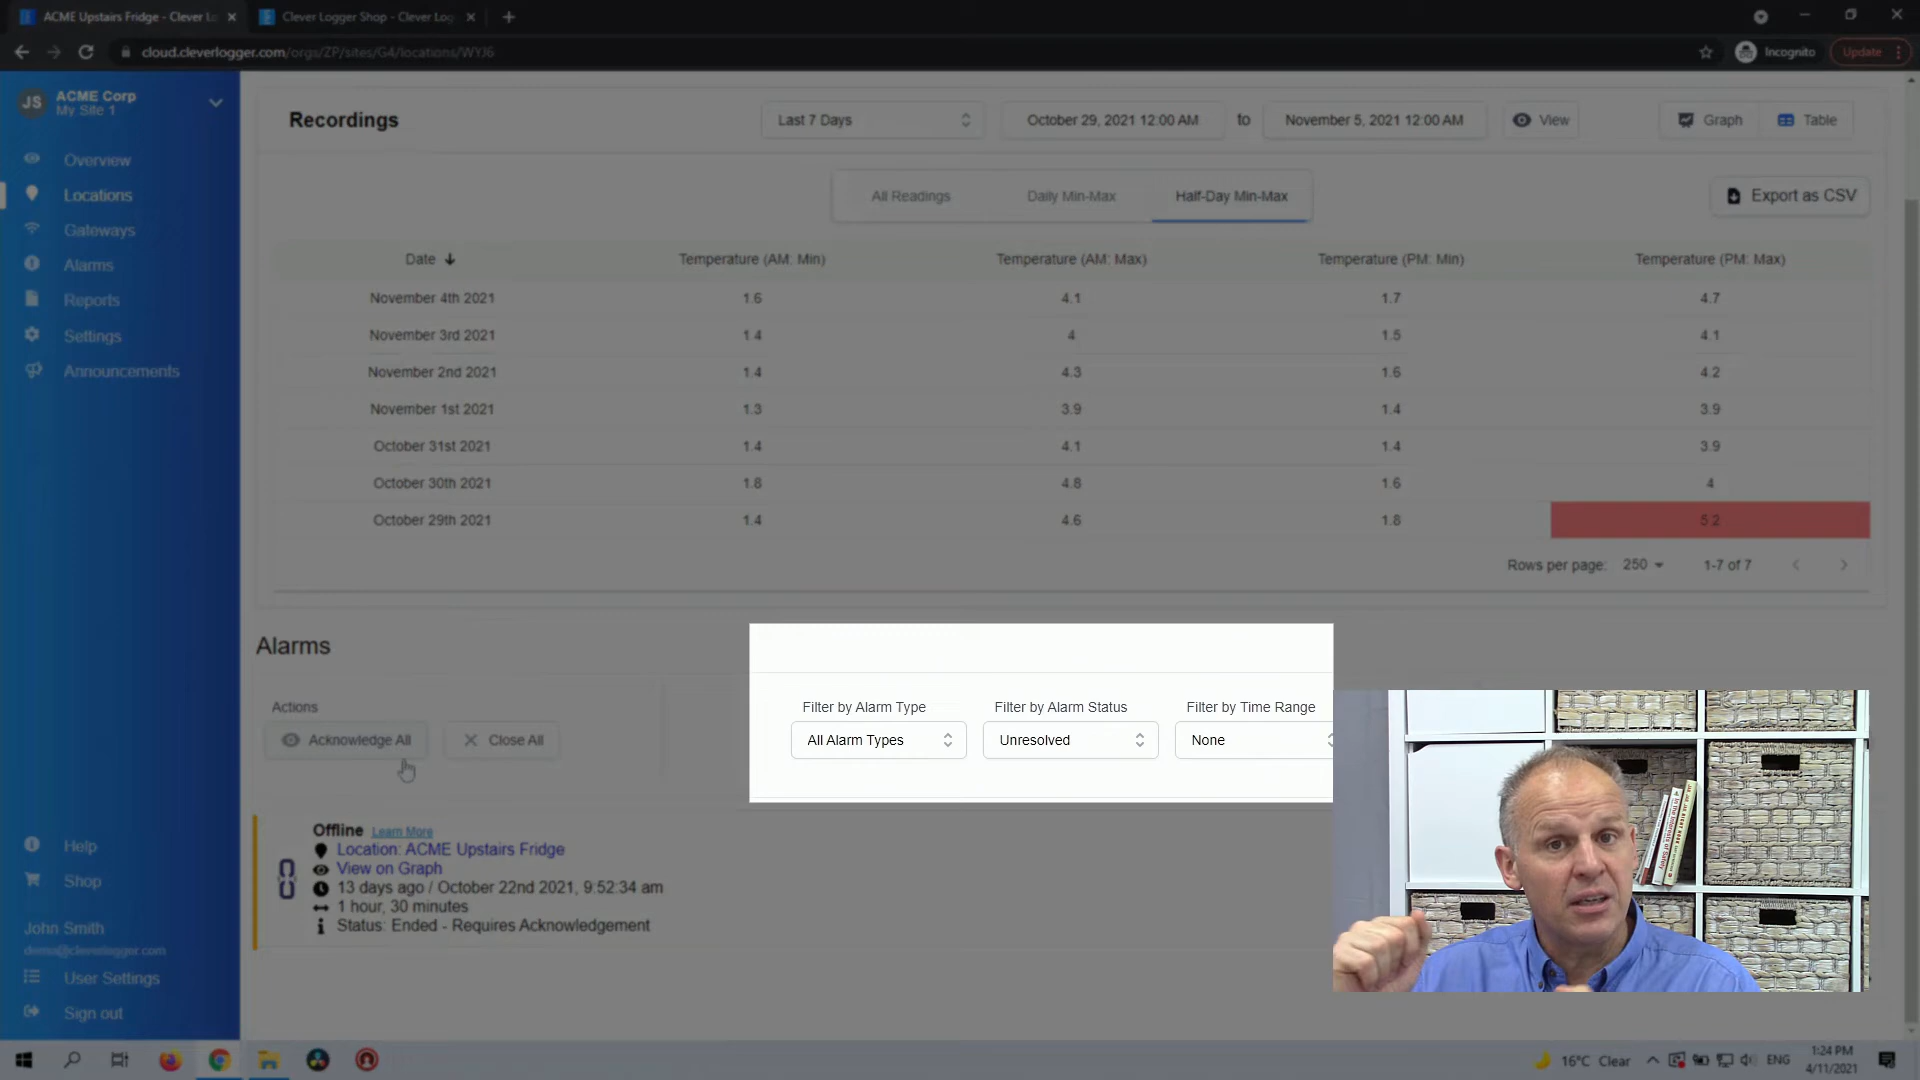 ACME Upstairs Fridge - Clever Lo
Clever Logger Shop - Clever Log
cloud.cleverlogger.com/orgs/ZP/sites/G4/locations/WYJ6
Incognito
Update
JS
ACME Corp
My Site 1
Overview
Locations
Gateways
Alarms
Reports
Settings
Announcements
Help
Shop
John Smith
demo@cleverlogger.com
User Settings
Sign out
Recordings
Last 7 Days
October 29, 2021 12:00 AM to November 5, 2021 12:00 AM
View
Graph
Table
All Readings
Daily Min-Max
Half-Day Min-Max
Export as CSV
Date Temperature (AM: Min) Temperature (AM: Max) Temperature (PM: Min) Temperature (PM: Max)
November 4th 2021 1.6 4.1 1.7 4.7
November 3rd 2021 1.4 4 1.5 4.1
November 2nd 2021 1.4 4.3 1.6 4.2
November 1st 2021 1.3 3.9 1.4 3.9
October 31st 2021 1.4 4.1 1.4 3.9
October 30th 2021 1.8 4.8 1.6 4
October 29th 2021 1.4 4.6 1.8 5.2
Rows per page: 250 1-7 of 7
Alarms
Actions
Acknowledge All
Close All
Filter by Alarm Type
All Alarm Types
Filter by Alarm Status
Unresolved
Filter by Time Range
None
Offline Learn More
Location: ACME Upstairs Fridge
View on Graph
13 days ago / October 22nd 2021, 9:52:34 am
1 hour, 30 minutes
Status: Ended - Requires Acknowledgement
16°C Clear
ENG
1:24 PM
4/11/2021